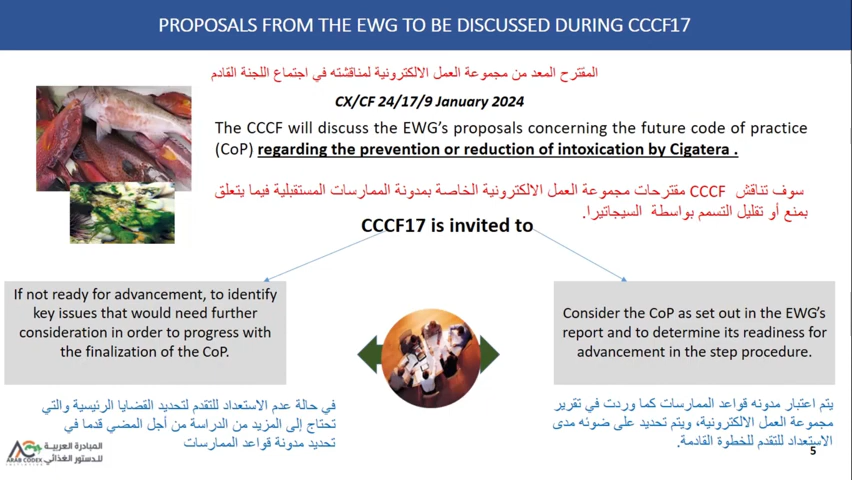 PROPOSALS FROM THE EWG TO BE DISCUSSED DURING CCCF17
المقترح المعد من مجموعة العمل الالكترونية لمناقشته في اجتماع اللجنة القادم
CX/CF 24/17/9 January 2024
The CCCF will discuss the EWG's proposals concerning the future code of practice
(CoP) regarding the prevention or reduction of intoxication by Cigatera .
سوف تناقش CCCF مقترحات مجموعة العمل الالكترونية الخاصة بمدونة الممارسات المستقبلية فيما يتعلق
بمنع أو تقليل التسمم بواسطة السيجاتيرا.
CCCF17 is invited to
If not ready for advancement, to identify
key issues that would need further
consideration in order to progress with
the finalization of the CoP.
Consider the CoP as set out in the EWG's
report and to determine its readiness for
advancement in the step procedure.
في حالة عدم الاستعداد للتقدم لتحديد القضايا الرئيسية والتي
تحتاج إلى المزيد من الدراسة من أجل المضي قدما في
تحديد مدونة قواعد الممارسات
يتم اعتبار مدونه قواعد الممارسات كما وردت في تقرير
مجموعة العمل الالكترونية، ويتم تحديد على ضوئه مدى
الاستعداد للتقدم للخطوة القادمة.
المبادرة العربية
للدستور الغذائي
ARAB CODEX
INITIATIVE
5